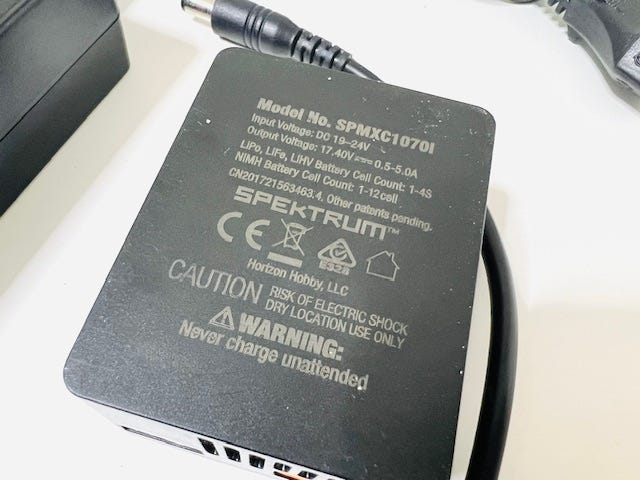 Model No. SPMXC1070I
Input Voltage: DC 19-24V
Output Voltage: 17.40V⎓ 0.5-5.0A
LiPo, LiFe, LiHV Battery Cell Count: 1-4S
NiMH Battery Cell Count: 1-12cell
CN201721563463.4, Other patents pending.
SPEKTRUM™
CE
E328
Horizon Hobby, LLC
CAUTION RISK OF ELECTRIC SHOCK
DRY LOCATION USE ONLY
WARNING:
Never charge unattended